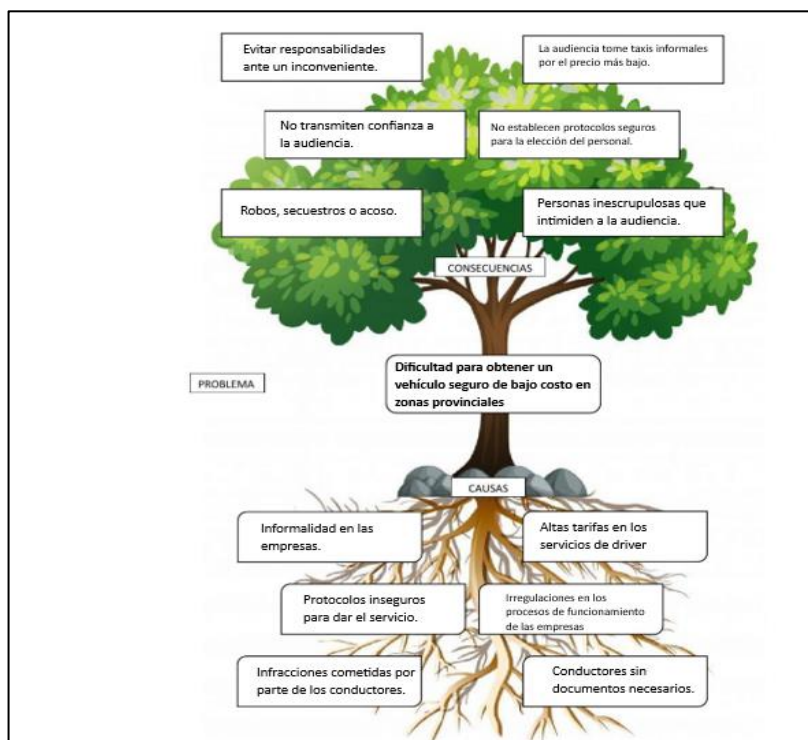 Evitar responsabilidades
ante un inconveniente.
La audiencia tome taxis informales
por el precio más bajo.
No transmiten confianza a
la audiencia.
No establecen protocolos seguros
para la elección del personal.
Robos, secuestros o acoso.
Personas inescrupulosas que
intimiden a la audiencia.
CONSECUENCIAS
PROBLEMA
Dificultad para obtener un
vehículo seguro de bajo costo en
zonas provinciales
CAUSAS
Informalidad en las
empresas.
Altas tarifas en los
servicios de driver
Protocolos inseguros
para dar el servicio.
Irregulaciones en los
procesos de funcionamiento
de las empresas
Infracciones cometidas por
parte de los conductores.
Conductores sin
documentos necesarios.